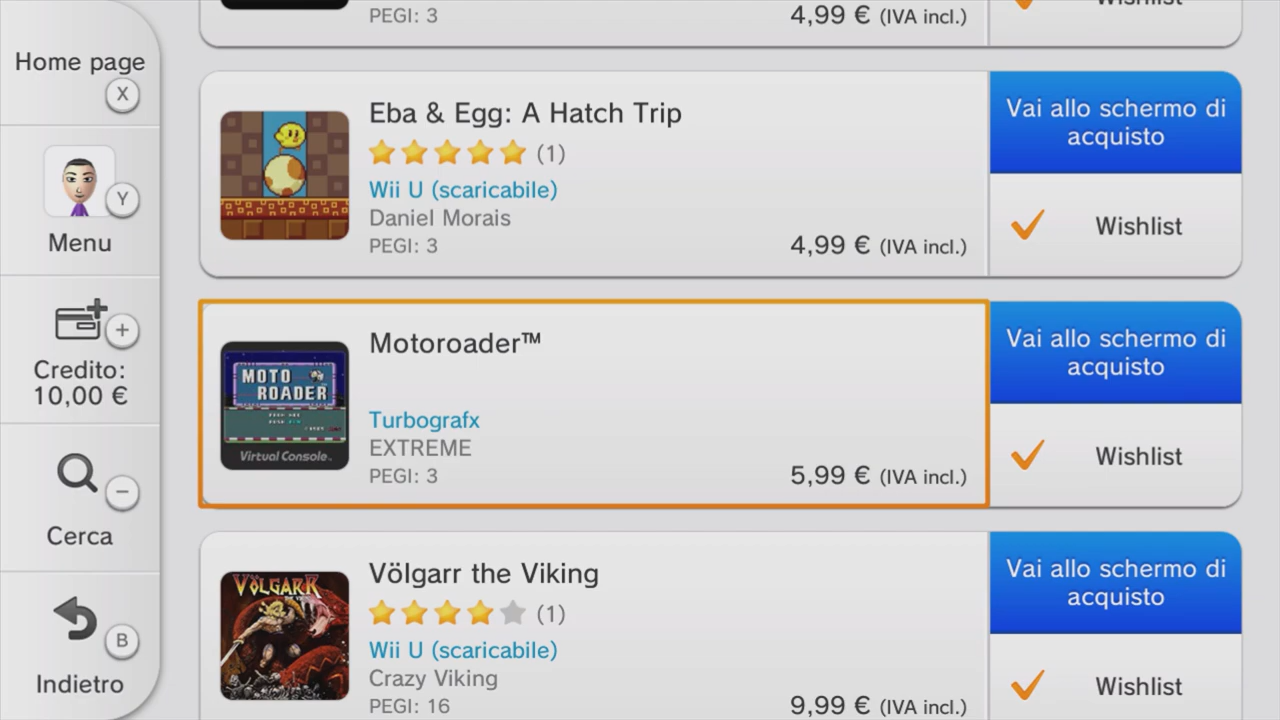 PEGI: 3
4,99 € (IVA incl.)
Wishlist
Home page
X
Y
Menu
+
Credito:
10,00 €
−
Cerca
B
Indietro
Eba & Egg: A Hatch Trip
(1)
Wii U (scaricabile)
Daniel Morais
PEGI: 3
4,99 € (IVA incl.)
Vai allo schermo di
acquisto
Wishlist
MOTO
ROADER
Virtual Console
Motoroader™
Turbografx
EXTREME
PEGI: 3
5,99 € (IVA incl.)
Vai allo schermo di
acquisto
Wishlist
VÖLGARR
THE VIKING
Völgarr the Viking
(1)
Wii U (scaricabile)
Crazy Viking
PEGI: 16
9,99 € (IVA incl.)
Vai allo schermo di
acquisto
Wishlist